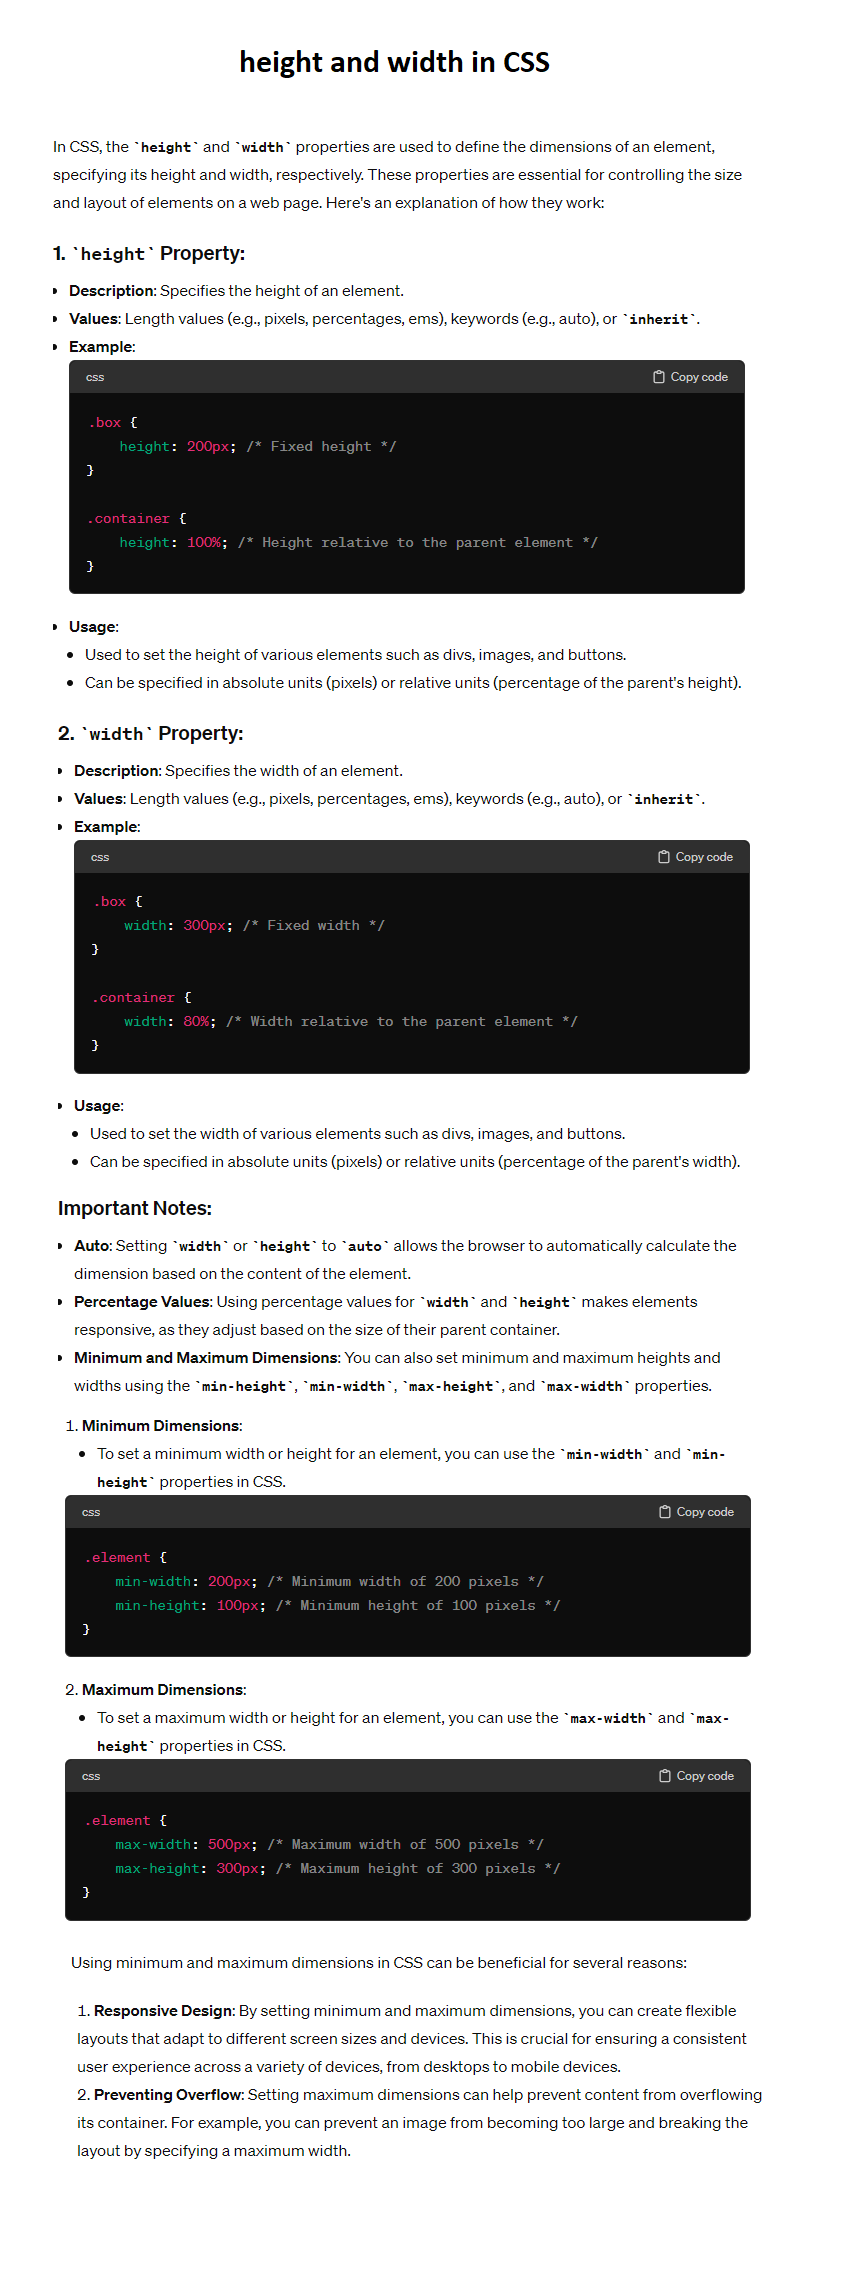 height and width in CSS
In CSS, the `height` and `width` properties are used to define the dimensions of an element,
specifying its height and width, respectively. These properties are essential for controlling the size
and layout of elements on a web page. Here's an explanation of how they work:
1. `height` Property:
• Description: Specifies the height of an element.
• Values: Length values (e.g., pixels, percentages, ems), keywords (e.g., auto), or `inherit`.
• Example:
css Copy code
.box {
    height: 200px; /* Fixed height */
}
.container {
    height: 100%; /* Height relative to the parent element */
}
• Usage:
• Used to set the height of various elements such as divs, images, and buttons.
• Can be specified in absolute units (pixels) or relative units (percentage of the parent's height).
2. `width` Property:
• Description: Specifies the width of an element.
• Values: Length values (e.g., pixels, percentages, ems), keywords (e.g., auto), or `inherit`.
• Example:
css Copy code
.box {
    width: 300px; /* Fixed width */
}
.container {
    width: 80%; /* Width relative to the parent element */
}
• Usage:
• Used to set the width of various elements such as divs, images, and buttons.
• Can be specified in absolute units (pixels) or relative units (percentage of the parent's width).
Important Notes:
• Auto: Setting `width` or `height` to `auto` allows the browser to automatically calculate the
dimension based on the content of the element.
• Percentage Values: Using percentage values for `width` and `height` makes elements
responsive, as they adjust based on the size of their parent container.
• Minimum and Maximum Dimensions: You can also set minimum and maximum heights and
widths using the `min-height`, `min-width`, `max-height`, and `max-width` properties.
1. Minimum Dimensions:
• To set a minimum width or height for an element, you can use the `min-width` and `min-
height` properties in CSS.
css Copy code
.element {
    min-width: 200px; /* Minimum width of 200 pixels */
    min-height: 100px; /* Minimum height of 100 pixels */
}
2. Maximum Dimensions:
• To set a maximum width or height for an element, you can use the `max-width` and `max-
height` properties in CSS.
css Copy code
.element {
    max-width: 500px; /* Maximum width of 500 pixels */
    max-height: 300px; /* Maximum height of 300 pixels */
}
Using minimum and maximum dimensions in CSS can be beneficial for several reasons:
1. Responsive Design: By setting minimum and maximum dimensions, you can create flexible
layouts that adapt to different screen sizes and devices. This is crucial for ensuring a consistent
user experience across a variety of devices, from desktops to mobile devices.
2. Preventing Overflow: Setting maximum dimensions can help prevent content from overflowing
its container. For example, you can prevent an image from becoming too large and breaking the
layout by specifying a maximum width.